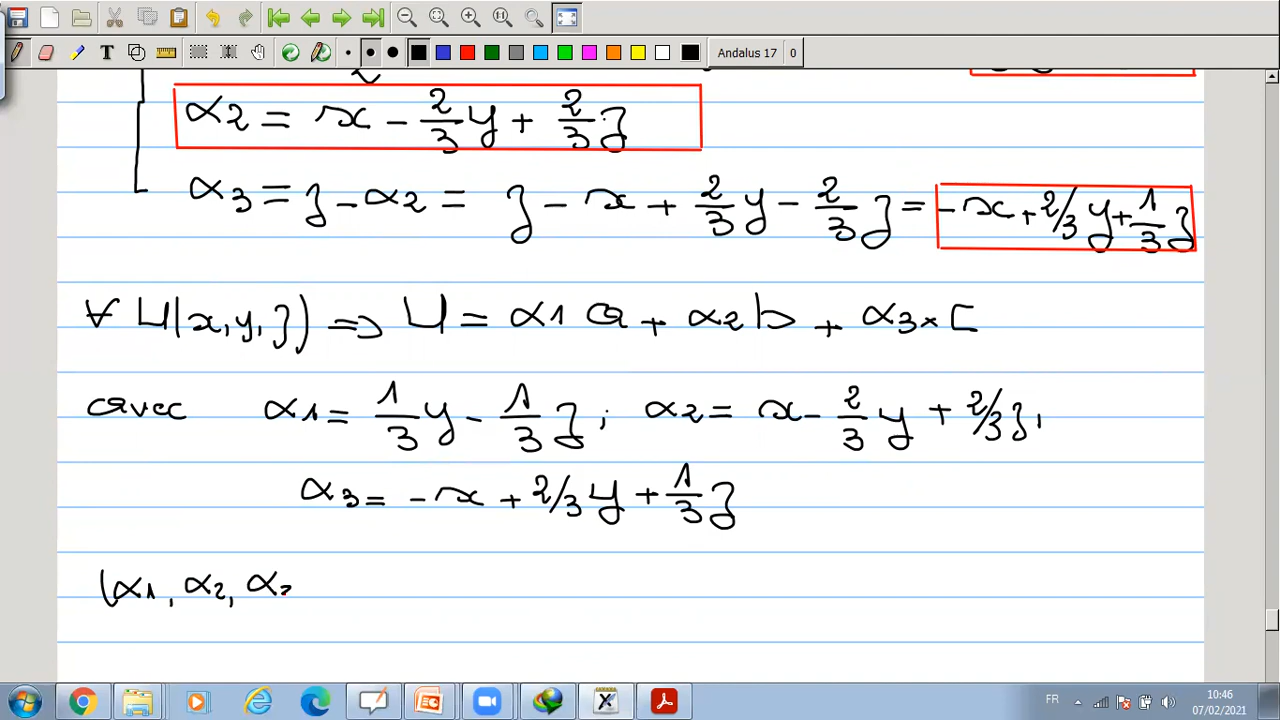 Andalus 17 0
2
α2 = x - 2/3 y + 2/3 z
α3 = z - α2 = z - x + 2/3 y - 2/3 z = -x + 2/3 y + 1/3 z
∀ U(x,y,z) => U = α1 a + α2 b + α3 × c
avec α1 = 1/3 y - 1/3 z ; α2 = x - 2/3 y + 2/3 z,
α3 = -x + 2/3 y + 1/3 z
(α1, α2, α3
FR
10:46
07/02/2021